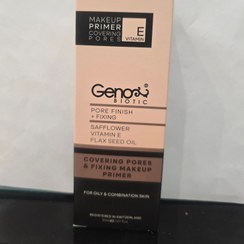 MAKEUP
PRIMER
COVERING
PORES
E
VITAMIN
Geno
BIOTIC
PORE FINISH
+ FIXING
SAFFLOWER
VITAMIN E
FLAX SEED OIL
COVERING PORES
& FIXING MAKEUP
PRIMER
FOR OILY & COMBINATION SKIN